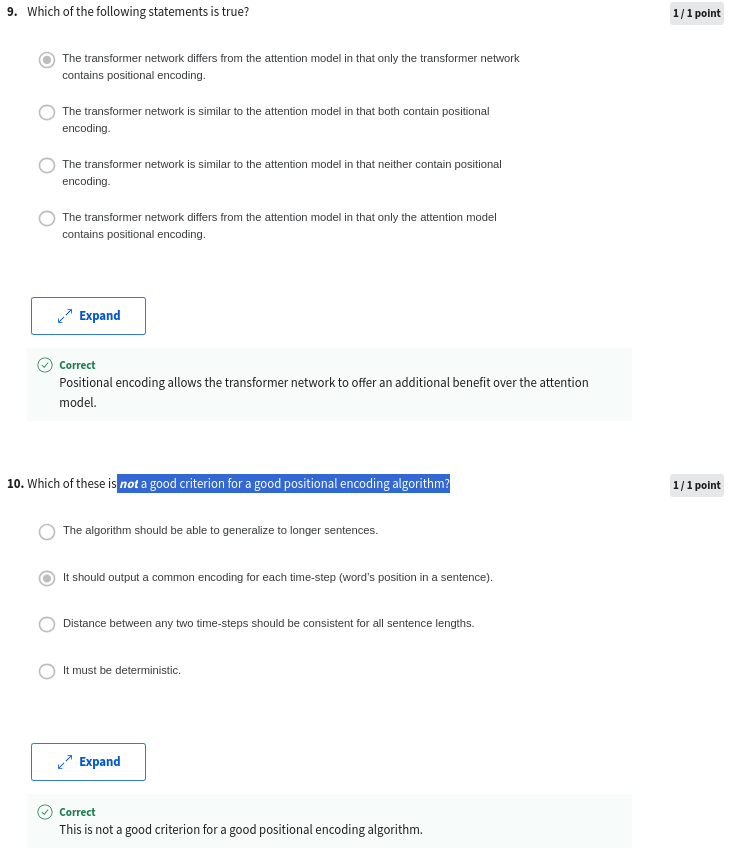 9. Which of the following statements is true?
1 / 1 point
The transformer network differs from the attention model in that only the transformer network
contains positional encoding.
The transformer network is similar to the attention model in that both contain positional
encoding.
The transformer network is similar to the attention model in that neither contain positional
encoding.
The transformer network differs from the attention model in that only the attention model
contains positional encoding.
Expand
Correct
Positional encoding allows the transformer network to offer an additional benefit over the attention
model.
10. Which of these is not a good criterion for a good positional encoding algorithm?
1 / 1 point
The algorithm should be able to generalize to longer sentences.
It should output a common encoding for each time-step (word's position in a sentence).
Distance between any two time-steps should be consistent for all sentence lengths.
It must be deterministic.
Expand
Correct
This is not a good criterion for a good positional encoding algorithm.